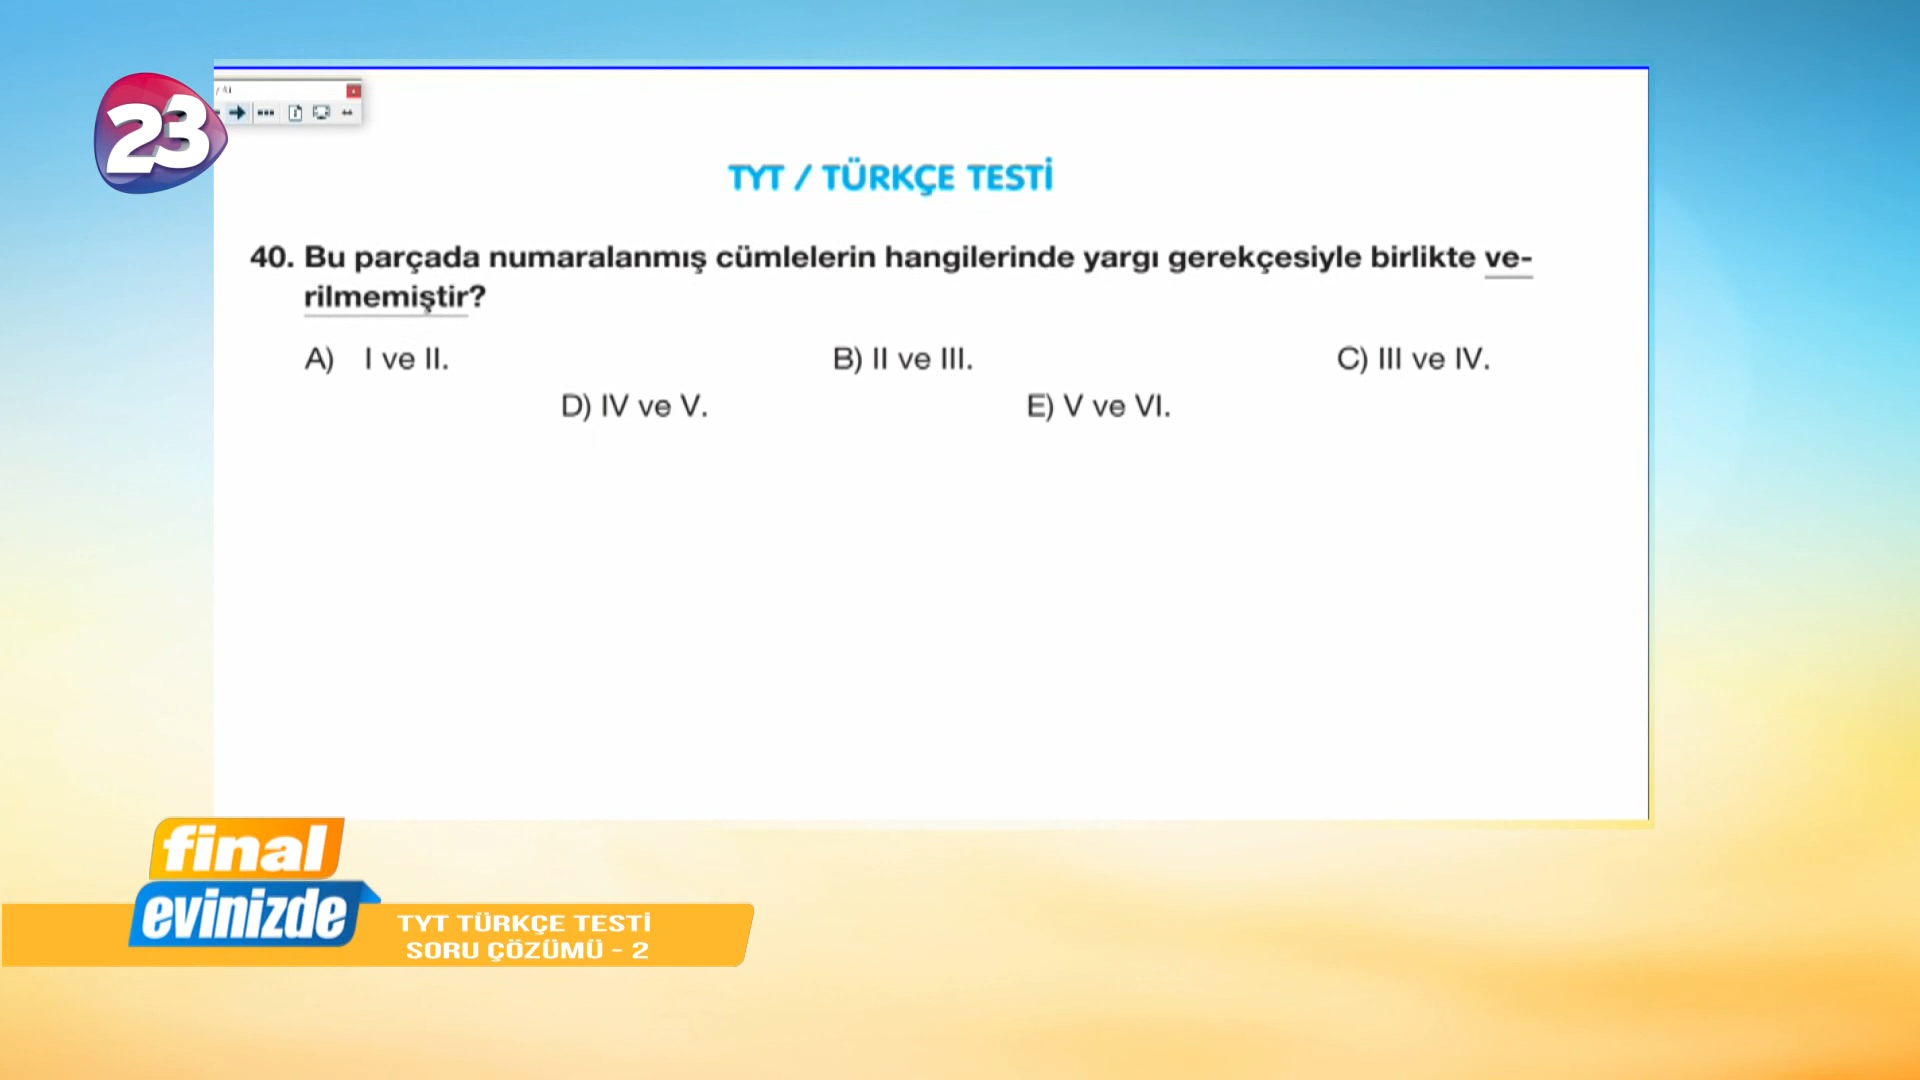 23
TYT / TÜRKÇE TESTİ
40. Bu parçada numaralanmış cümlelerin hangilerinde yargı gerekçesiyle birlikte ve-
rilmemiştir?
A) I ve II. B) II ve III. C) III ve IV.
D) IV ve V. E) V ve VI.
final
evinizde
TYT TÜRKÇE TESTİ
SORU ÇÖZÜMÜ - 2